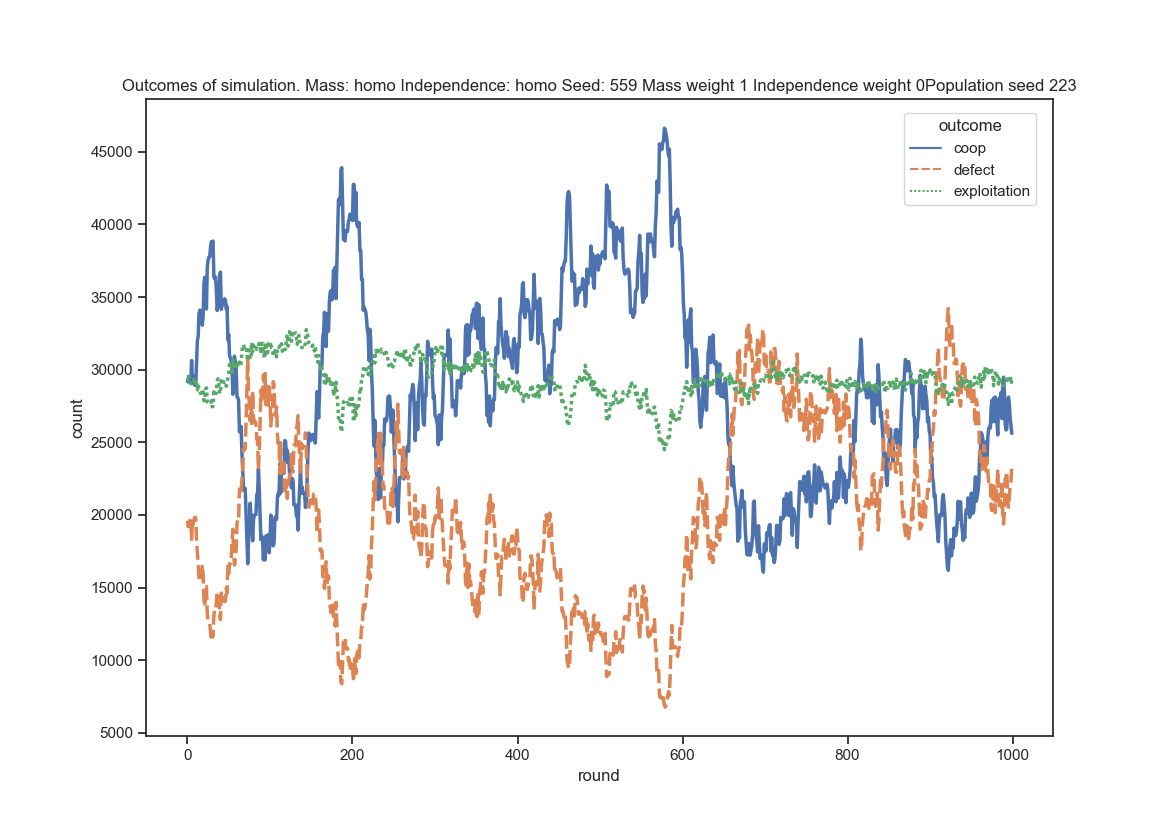 Outcomes of simulation. Mass: homo Independence: homo Seed: 559 Mass weight 1 Independence weight 0Population seed 223
outcome
coop
defect
exploitation
45000
40000
35000
30000
25000
20000
15000
10000
5000
count
0 200 400 600 800 1000
round